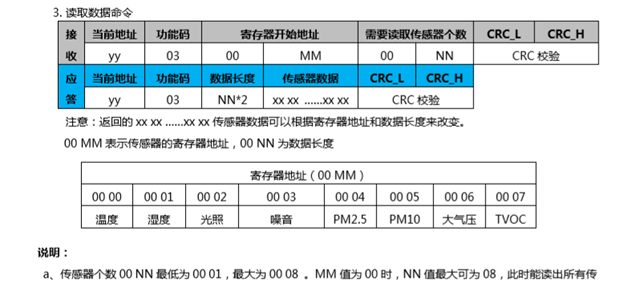 3. 读取数据命令
接收 当前地址 功能码 寄存器开始地址 需要读取传感器个数 CRC_L CRC_H
yy 03 00 MM 00 NN CRC 校验
应答 当前地址 功能码 数据长度 传感器数据 CRC_L CRC_H
yy 03 NN*2 xx xx ……xx xx CRC 校验
注意：返回的 xx xx ……xx xx 传感器数据可以根据寄存器地址和数据长度来改变。
00 MM 表示传感器的寄存器地址，00 NN 为数据长度
寄存器地址（00 MM）
00 00 00 01 00 02 00 03 00 04 00 05 00 06 00 07
温度 湿度 光照 噪音 PM2.5 PM10 大气压 TVOC
说明：
a、传感器个数 00 NN 最低为 00 01，最大为 00 08 。MM 值为 00 时，NN 值最大可为 08，此时能读出所有传